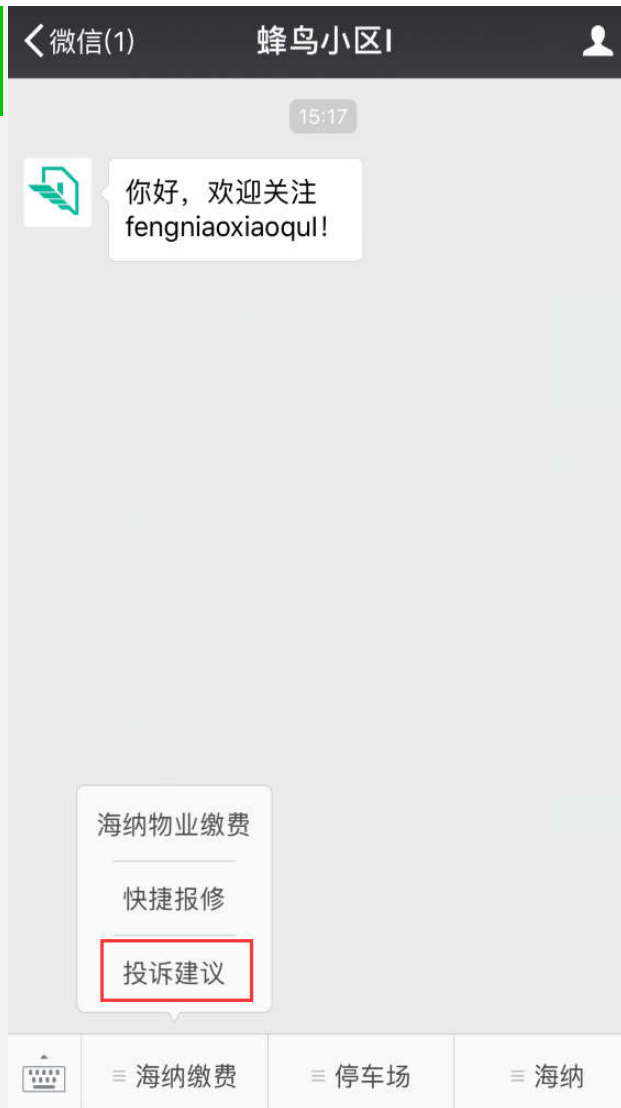 微信(1)
蜂鸟小区I
15:17
你好，欢迎关注
fengniaoxiaoquI!
海纳物业缴费
快捷报修
投诉建议
海纳缴费
停车场
海纳